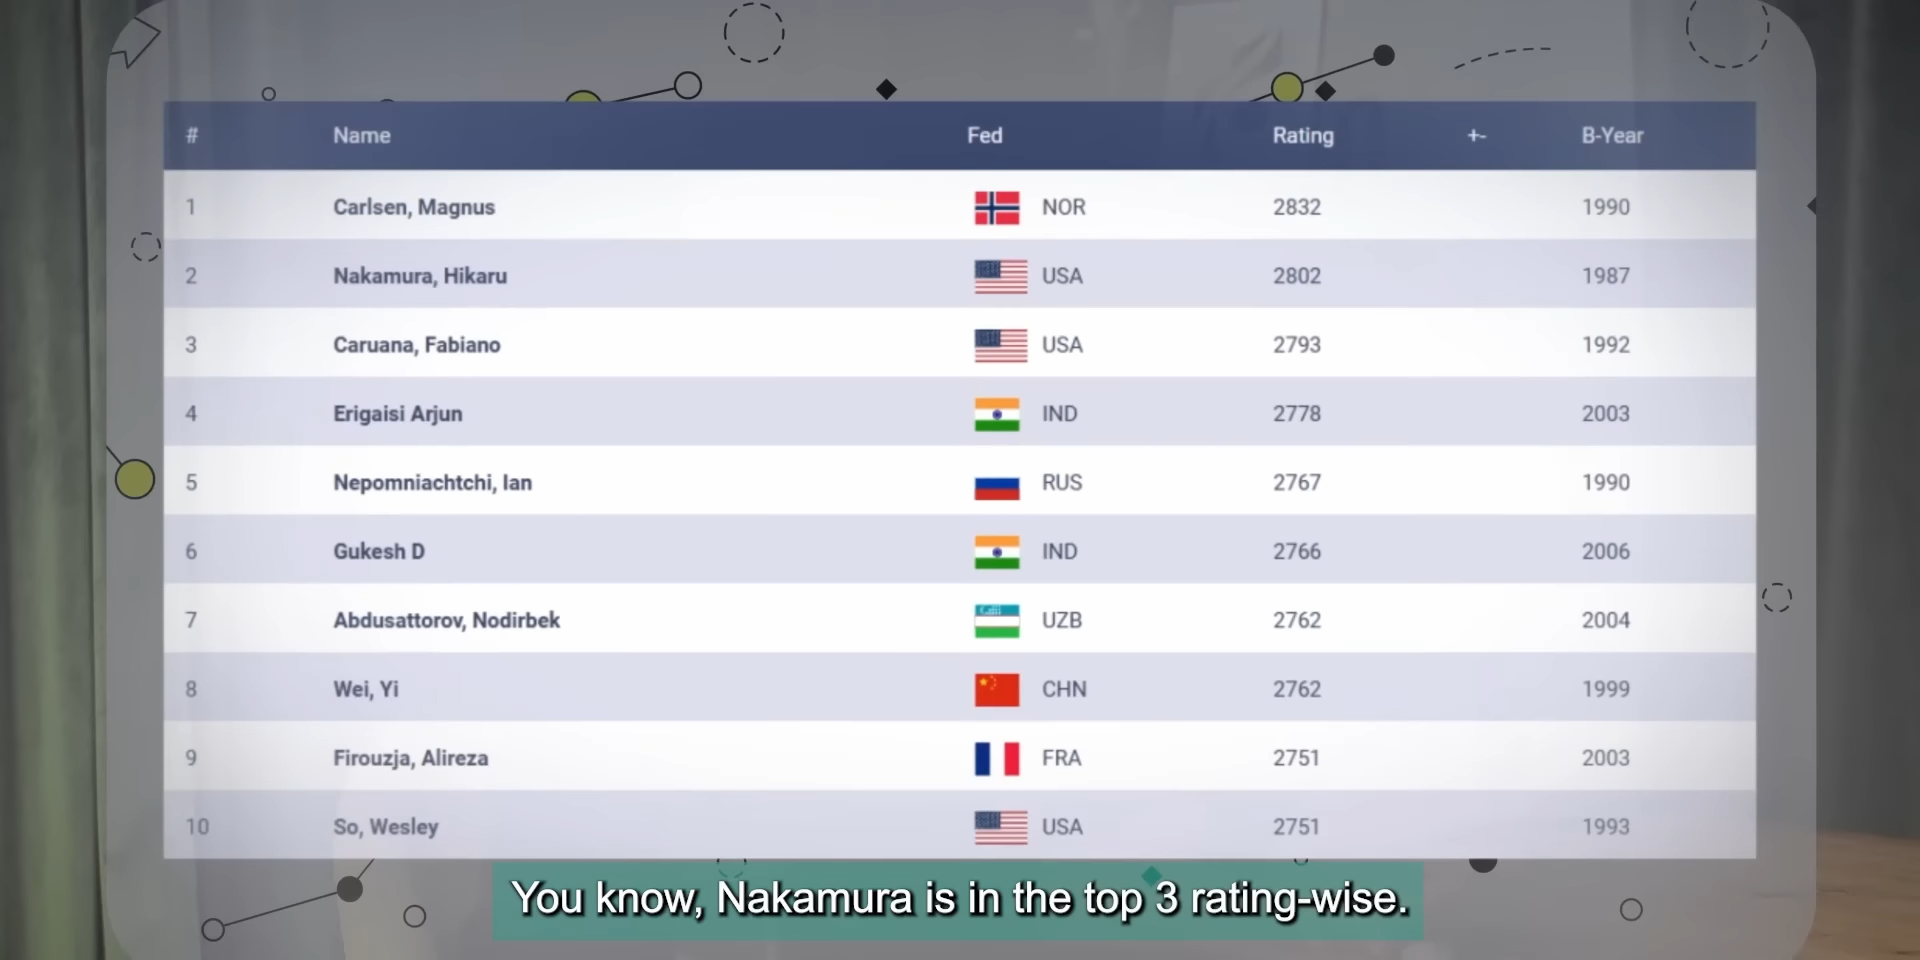 # Name Fed Rating +- B-Year
1 Carlsen, Magnus NOR 2832 1990
2 Nakamura, Hikaru USA 2802 1987
3 Caruana, Fabiano USA 2793 1992
4 Erigaisi Arjun IND 2778 2003
5 Nepomniachtchi, Ian RUS 2767 1990
6 Gukesh D IND 2766 2006
7 Abdusattorov, Nodirbek UZB 2762 2004
8 Wei, Yi CHN 2762 1999
9 Firouzja, Alireza FRA 2751 2003
10 So, Wesley USA 2751 1993
You know, Nakamura is in the top 3 rating-wise.